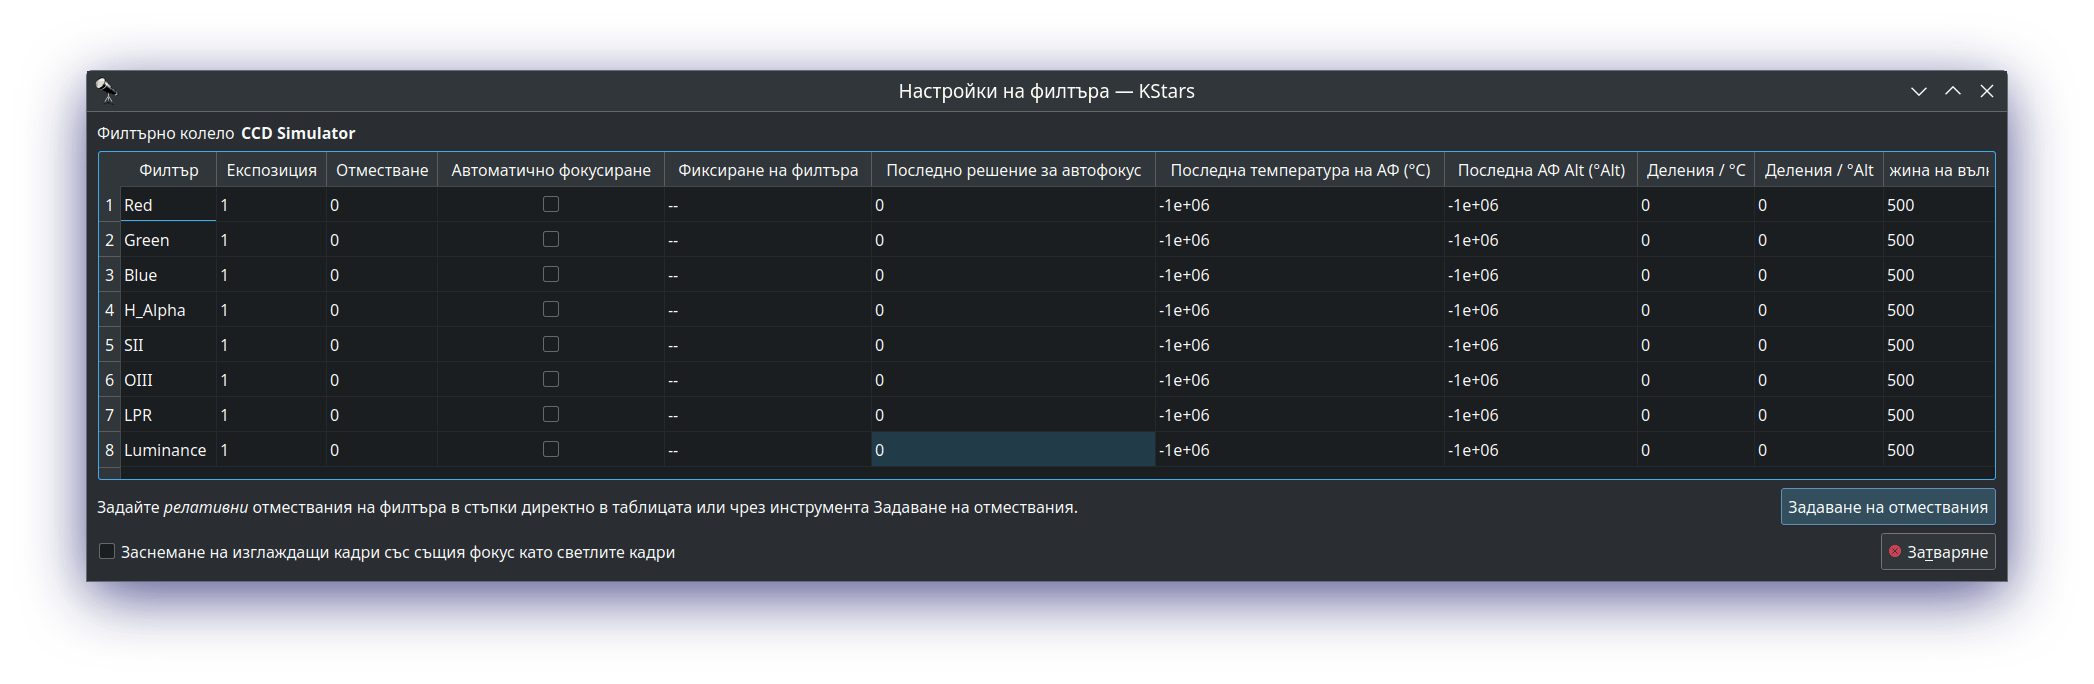 Настройки на филтъра — KStars
Филтърно колело CCD Simulator
Филтър Експозиция Отместване Автоматично фокусиране Фиксиране на филтъра Последно решение за автофокус Последна температура на АФ (°C) Последна АФ Alt (°Alt) Деления / °C Деления / °Alt жина на вълн
1 Red 1 0 -- 0 -1e+06 -1e+06 0 0 500
2 Green 1 0 -- 0 -1e+06 -1e+06 0 0 500
3 Blue 1 0 -- 0 -1e+06 -1e+06 0 0 500
4 H_Alpha 1 0 -- 0 -1e+06 -1e+06 0 0 500
5 SII 1 0 -- 0 -1e+06 -1e+06 0 0 500
6 OIII 1 0 -- 0 -1e+06 -1e+06 0 0 500
7 LPR 1 0 -- 0 -1e+06 -1e+06 0 0 500
8 Luminance 1 0 -- 0 -1e+06 -1e+06 0 0 500
Задайте релативни отмествания на филтъра в стъпки директно в таблицата или чрез инструмента Задаване на отмествания. Задаване на отмествания
Заснемане на изглаждащи кадри със същия фокус като светлите кадри Затваряне